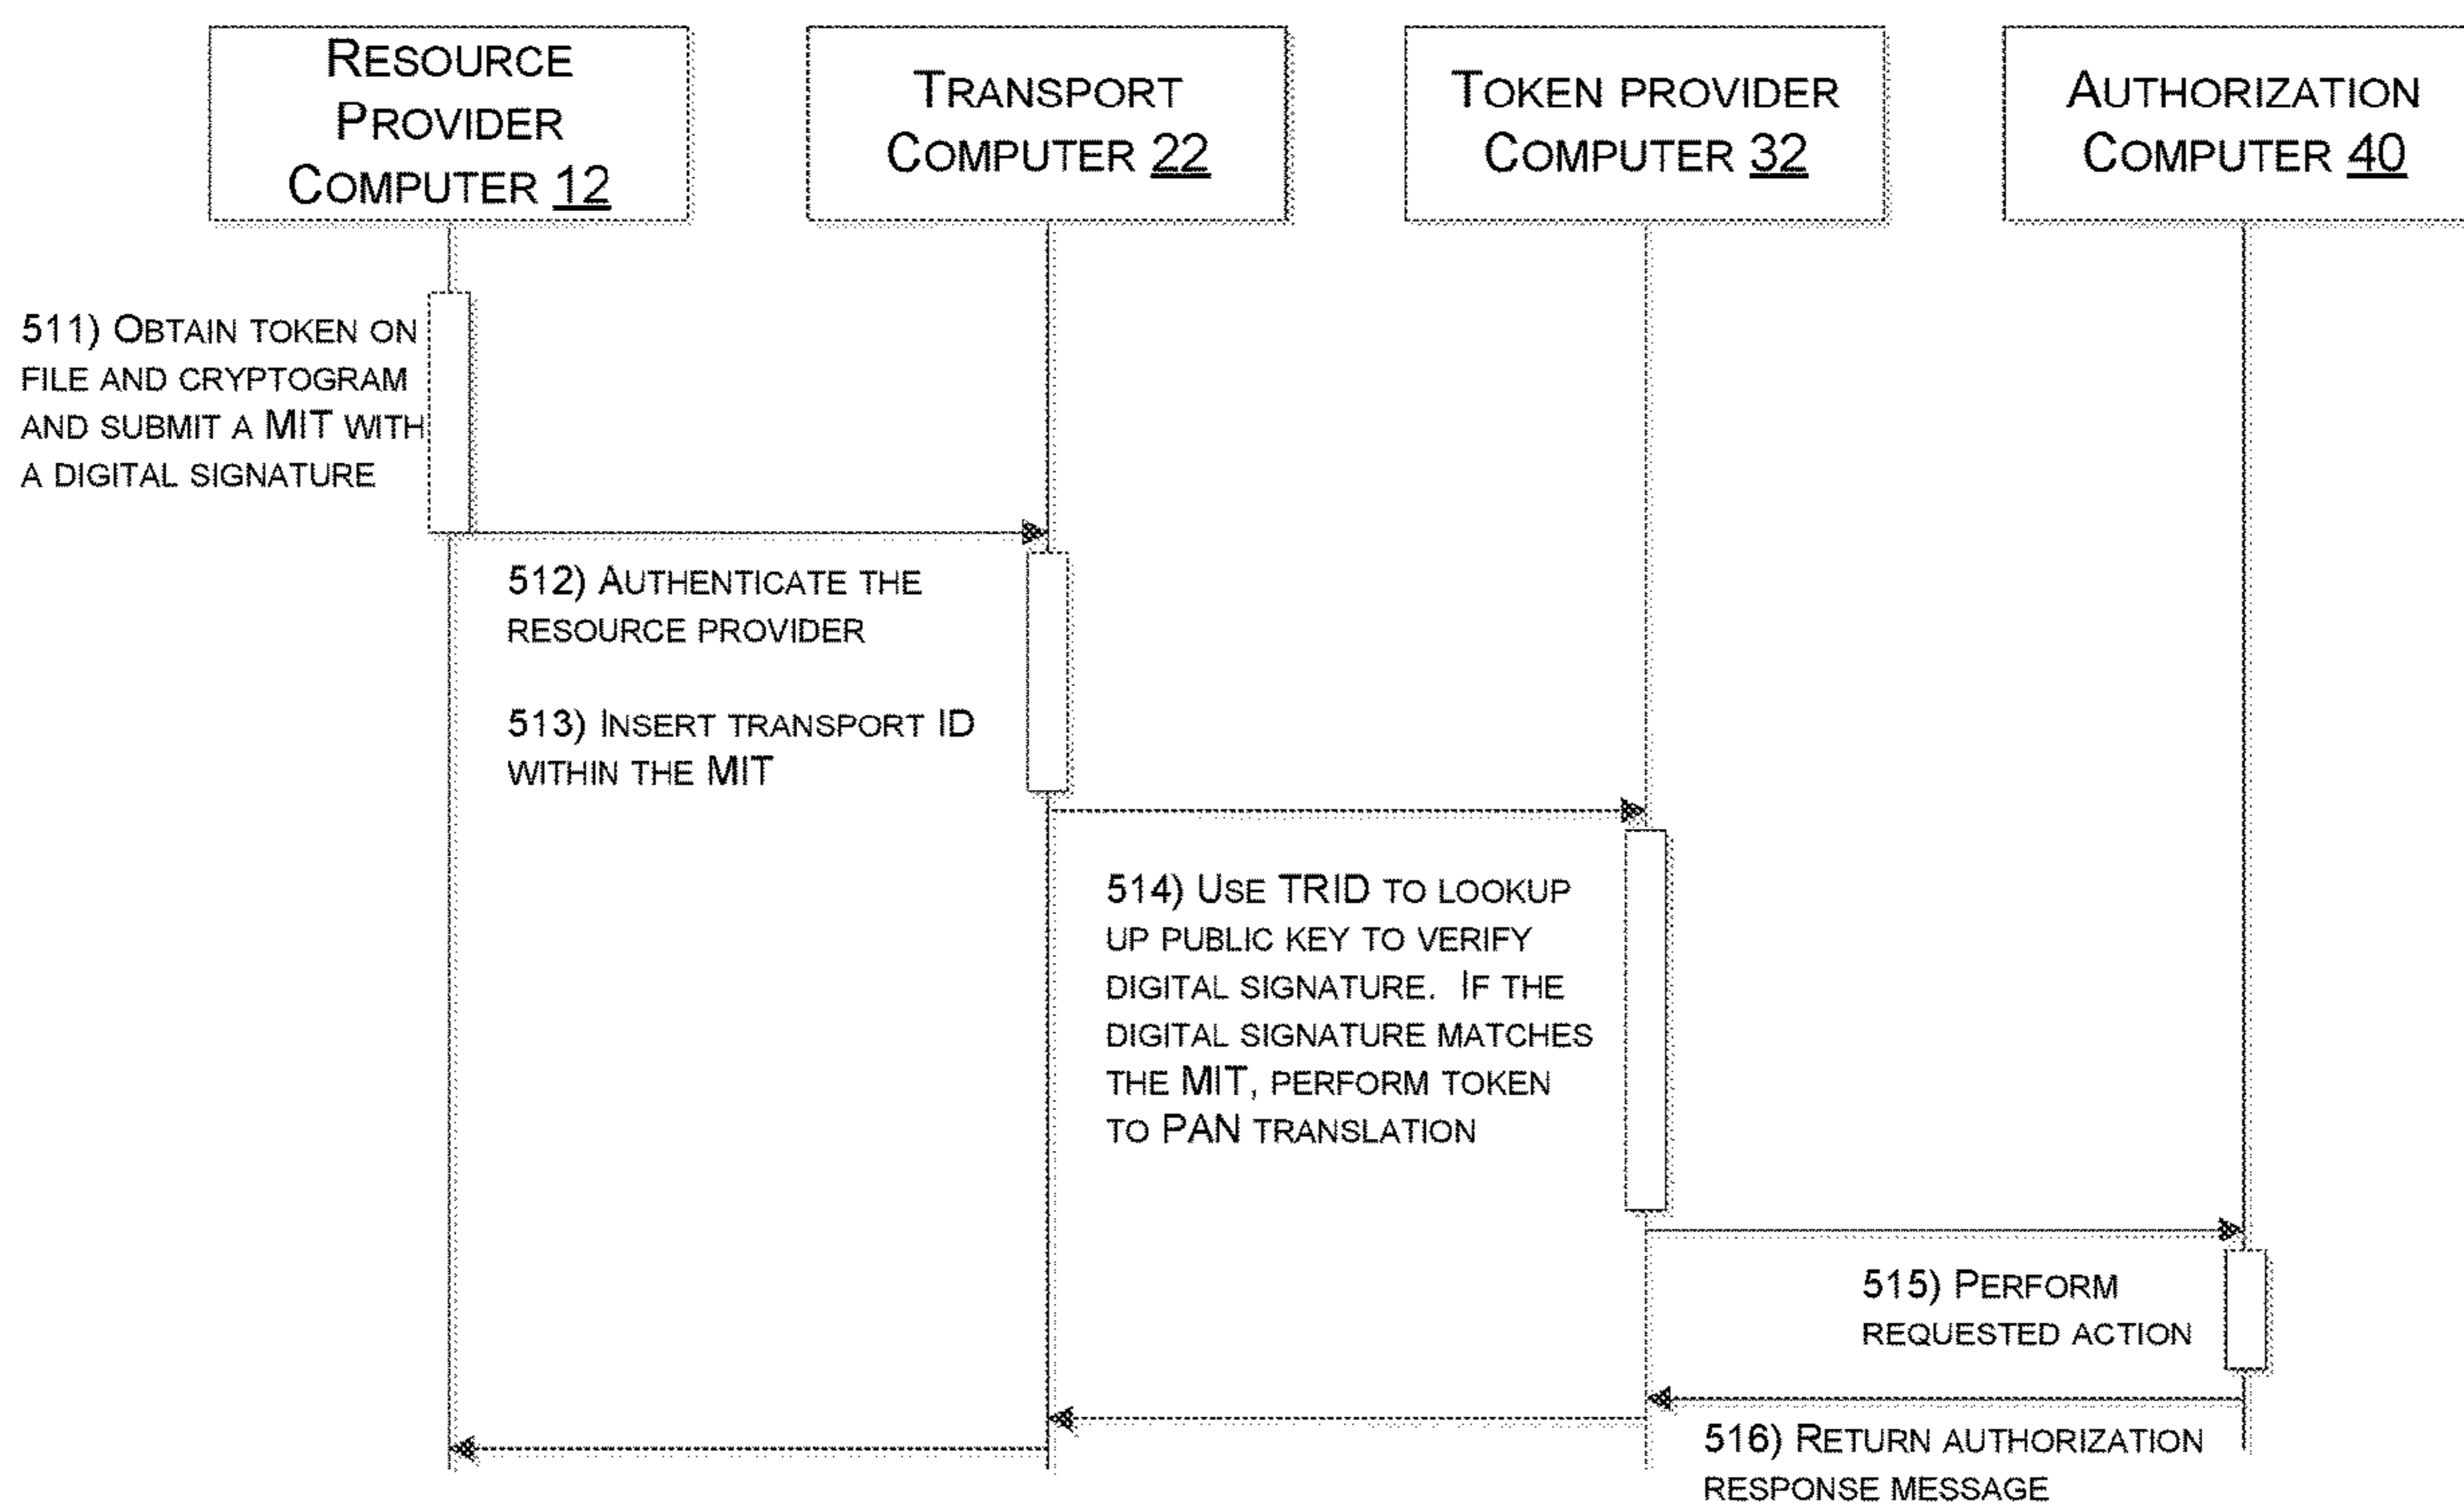 RESOURCE
PROVIDER
COMPUTER 12
TRANSPORT
COMPUTER 22
TOKEN PROVIDER
COMPUTER 32
AUTHORIZATION
COMPUTER 40
511) OBTAIN TOKEN ON
FILE AND CRYPTOGRAM
AND SUBMIT A MIT WITH
A DIGITAL SIGNATURE
512) AUTHENTICATE THE
RESOURCE PROVIDER
513) INSERT TRANSPORT ID
WITHIN THE MIT
514) USE TRID TO LOOKUP
UP PUBLIC KEY TO VERIFY
DIGITAL SIGNATURE. IF THE
DIGITAL SIGNATURE MATCHES
THE MIT, PERFORM TOKEN
TO PAN TRANSLATION
515) PERFORM
REQUESTED ACTION
516) RETURN AUTHORIZATION
RESPONSE MESSAGE